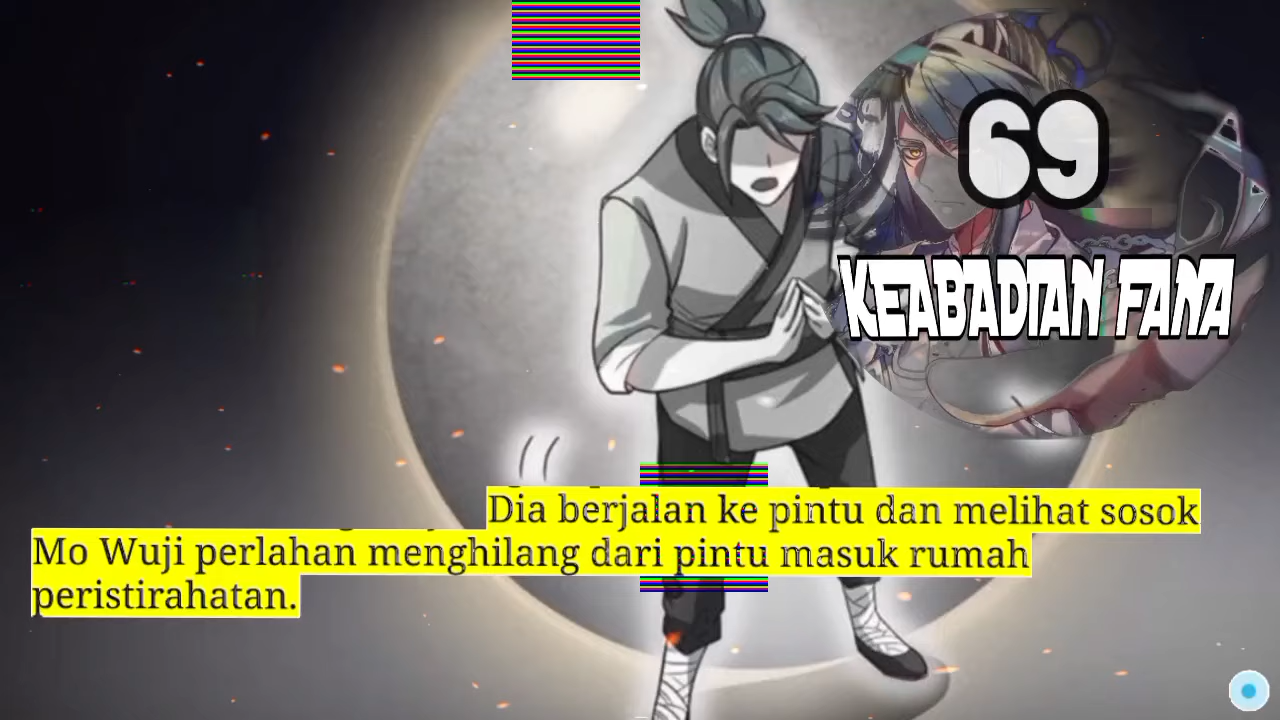 69
KEABADIAN FANA
Dia berjalan ke pintu dan melihat sosok
Mo Wuji perlahan menghilang dari pintu masuk rumah
peristirahatan.